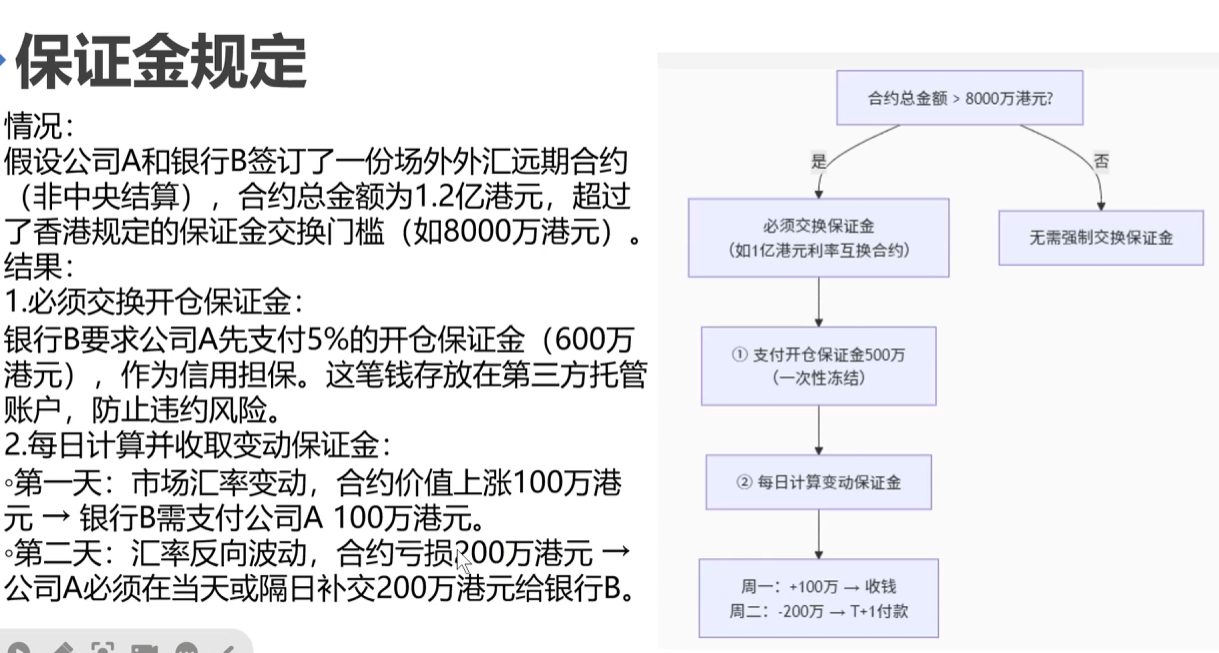 保证金规定
情况：
假设公司A和银行B签订了一份场外外汇远期合约
（非中央结算），合约总金额为1.2亿港元，超过
了香港规定的保证金交换门槛（如8000万港元）。
结果：
1.必须交换开仓保证金：
银行B要求公司A先支付5%的开仓保证金（600万
港元），作为信用担保。这笔钱存放在第三方托管
账户，防止违约风险。
2.每日计算并收取变动保证金：
◦第一天：市场汇率变动，合约价值上涨100万港
元 → 银行B需支付公司A 100万港元。
◦第二天：汇率反向波动，合约亏损200万港元 →
公司A必须在当天或隔日补交200万港元给银行B。
合约总金额 > 8000万港元?
是
否
必须交换保证金
（如1亿港元利率互换合约）
无需强制交换保证金
① 支付开仓保证金500万
（一次性冻结）
② 每日计算变动保证金
周一：+100万 → 收钱
周二：-200万 → T+1付款